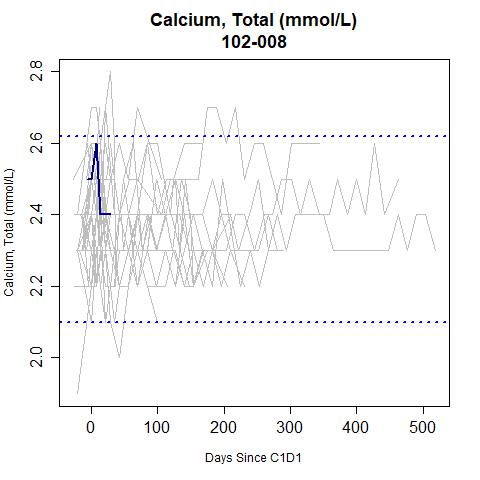 Calcium, Total (mmol/L)
102-008
Calcium, Total (mmol/L)
2.8
2.6
2.4
2.2
2.0
0 100 200 300 400 500
Days Since C1D1